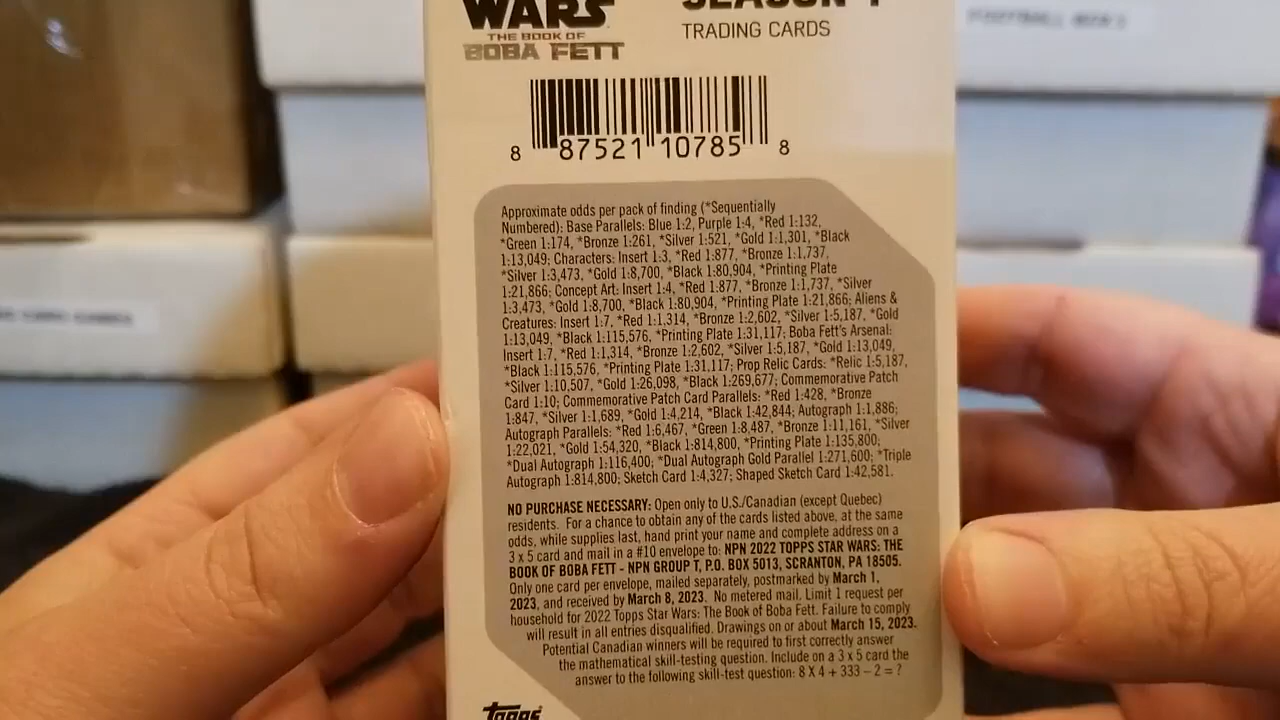 WARS
THE BOOK OF
BOBA FETT
SEASON 1
TRADING CARDS
FOOTBALL BOX 1
8 87521 10785 8
Approximate odds per pack of finding (*Sequentially
Numbered): Base Parallels: Blue 1:2, Purple 1:4, *Red 1:132,
*Green 1:174, *Bronze 1:261, *Silver 1:521, *Gold 1:1,301, *Black
1:13,049; Characters: Insert 1:3, *Red 1:877, *Bronze 1:1,737,
*Silver 1:3,473, *Gold 1:8,700, *Black 1:80,904, *Printing Plate
1:21,866; Concept Art: Insert 1:4, *Red 1:877, *Bronze 1:1,737, *Silver
1:3,473, *Gold 1:8,700, *Black 1:80,904, *Printing Plate 1:21,866; Aliens &
Creatures: Insert 1:7, *Red 1:1,314, *Bronze 1:2,602, *Silver 1:5,187, *Gold
1:13,049, *Black 1:115,576, *Printing Plate 1:31,117; Boba Fett's Arsenal:
Insert 1:7, *Red 1:1,314, *Bronze 1:2,602, *Silver 1:5,187, *Gold 1:13,049,
*Black 1:115,576, *Printing Plate 1:31,117; Prop Relic Cards: *Relic 1:5,187,
*Silver 1:10,507, *Gold 1:26,098, *Black 1:269,677; Commemorative Patch
Card 1:10; Commemorative Patch Card Parallels: *Red 1:428, *Bronze
1:847, *Silver 1:1,689, *Gold 1:4,214, *Black 1:42,844; Autograph 1:1,886;
Autograph Parallels: *Red 1:6,467, *Green 1:8,487, *Bronze 1:11,161, *Silver
1:22,021, *Gold 1:54,320, *Black 1:814,800, *Printing Plate 1:135,800;
*Dual Autograph 1:116,400; *Dual Autograph Gold Parallel 1:271,600; *Triple
Autograph 1:814,800; Sketch Card 1:4,327; Shaped Sketch Card 1:42,581.
NO PURCHASE NECESSARY: Open only to U.S./Canadian (except Quebec)
residents. For a chance to obtain any of the cards listed above, at the same
odds, while supplies last, hand print your name and complete address on a
3 x 5 card and mail in a #10 envelope to: NPN 2022 TOPPS STAR WARS: THE
BOOK OF BOBA FETT - NPN GROUP T, P.O. BOX 5013, SCRANTON, PA 18505.
Only one card per envelope, mailed separately, postmarked by March 1,
2023, and received by March 8, 2023. No metered mail. Limit 1 request per
household for 2022 Topps Star Wars: The Book of Boba Fett. Failure to comply
will result in all entries disqualified. Drawings on or about March 15, 2023.
Potential Canadian winners will be required to first correctly answer
the mathematical skill-testing question. Include on a 3 x 5 card the
answer to the following skill-test question: 8 X 4 + 333 – 2 = ?
Topps